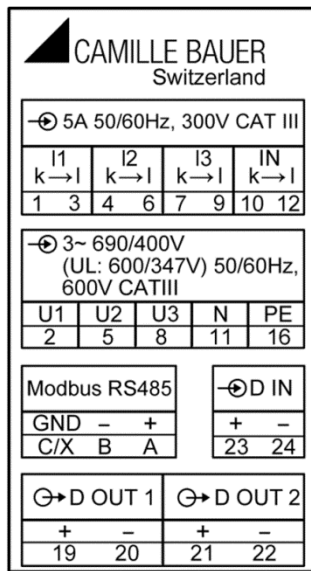 CAMILLE BAUER
Switzerland
5A 50/60Hz, 300V CAT III
I1 I2 I3 IN
k→l k→l k→l k→l
1 3 4 6 7 9 10 12
3~ 690/400V
(UL: 600/347V) 50/60Hz,
600V CATIII
U1 U2 U3 N PE
2 5 8 11 16
Modbus RS485
GND – +
C/X B A
D IN
+ –
23 24
D OUT 1 D OUT 2
+ – + –
19 20 21 22